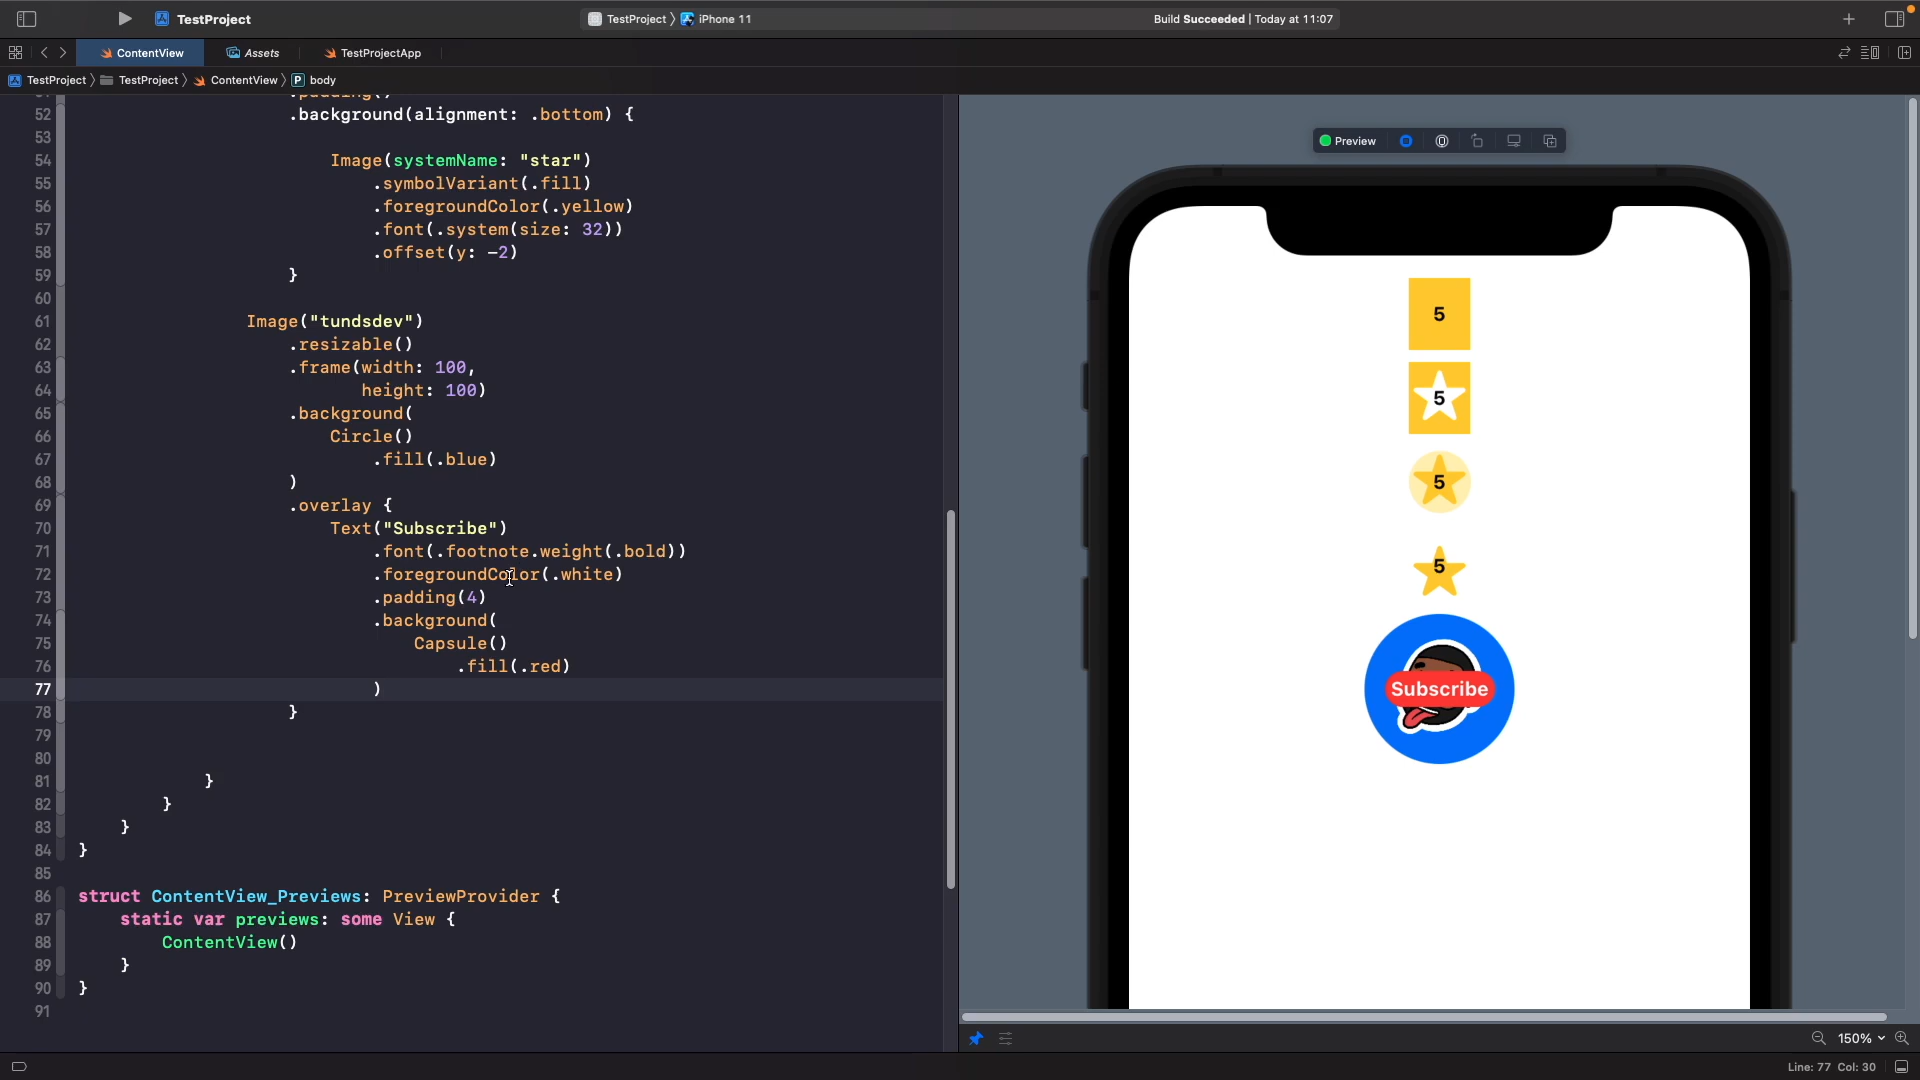 TestProject
TestProject 〉 iPhone 11
Build Succeeded | Today at 11:07
ContentView
Assets
TestProjectApp
TestProject 〉 TestProject 〉 ContentView 〉 P body
51 .padding()
52 .background(alignment: .bottom) {
53
54 Image(systemName: "star")
55 .symbolVariant(.fill)
56 .foregroundColor(.yellow)
57 .font(.system(size: 32))
58 .offset(y: -2)
59 }
60
61 Image("tundsdev")
62 .resizable()
63 .frame(width: 100,
64 height: 100)
65 .background(
66 Circle()
67 .fill(.blue)
68 )
69 .overlay {
70 Text("Subscribe")
71 .font(.footnote.weight(.bold))
72 .foregroundColor(.white)
73 .padding(4)
74 .background(
75 Capsule()
76 .fill(.red)
77 )
78 }
79
80
81 }
82 }
83 }
84 }
85
86 struct ContentView_Previews: PreviewProvider {
87 static var previews: some View {
88 ContentView()
89 }
90 }
91
Preview
5
5
5
5
Subscribe
150%
Line: 77 Col: 30